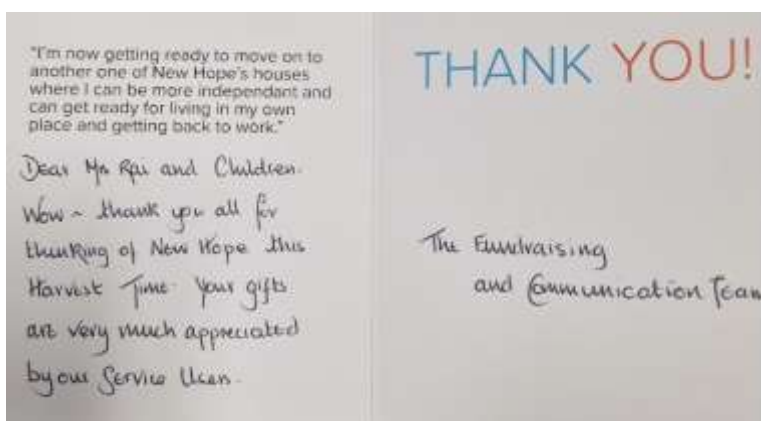 "I'm now getting ready to move on to
another one of New Hope's houses
where I can be more independant and
can get ready for living in my own
place and getting back to work."
Dear Mr Rai and Children.
Wow ~ thank you all for
thinking of New Hope this
Harvest Time. Your gifts
are very much appreciated
by our Service Users.
THANK YOU!
The Fundraising
and Communication Team